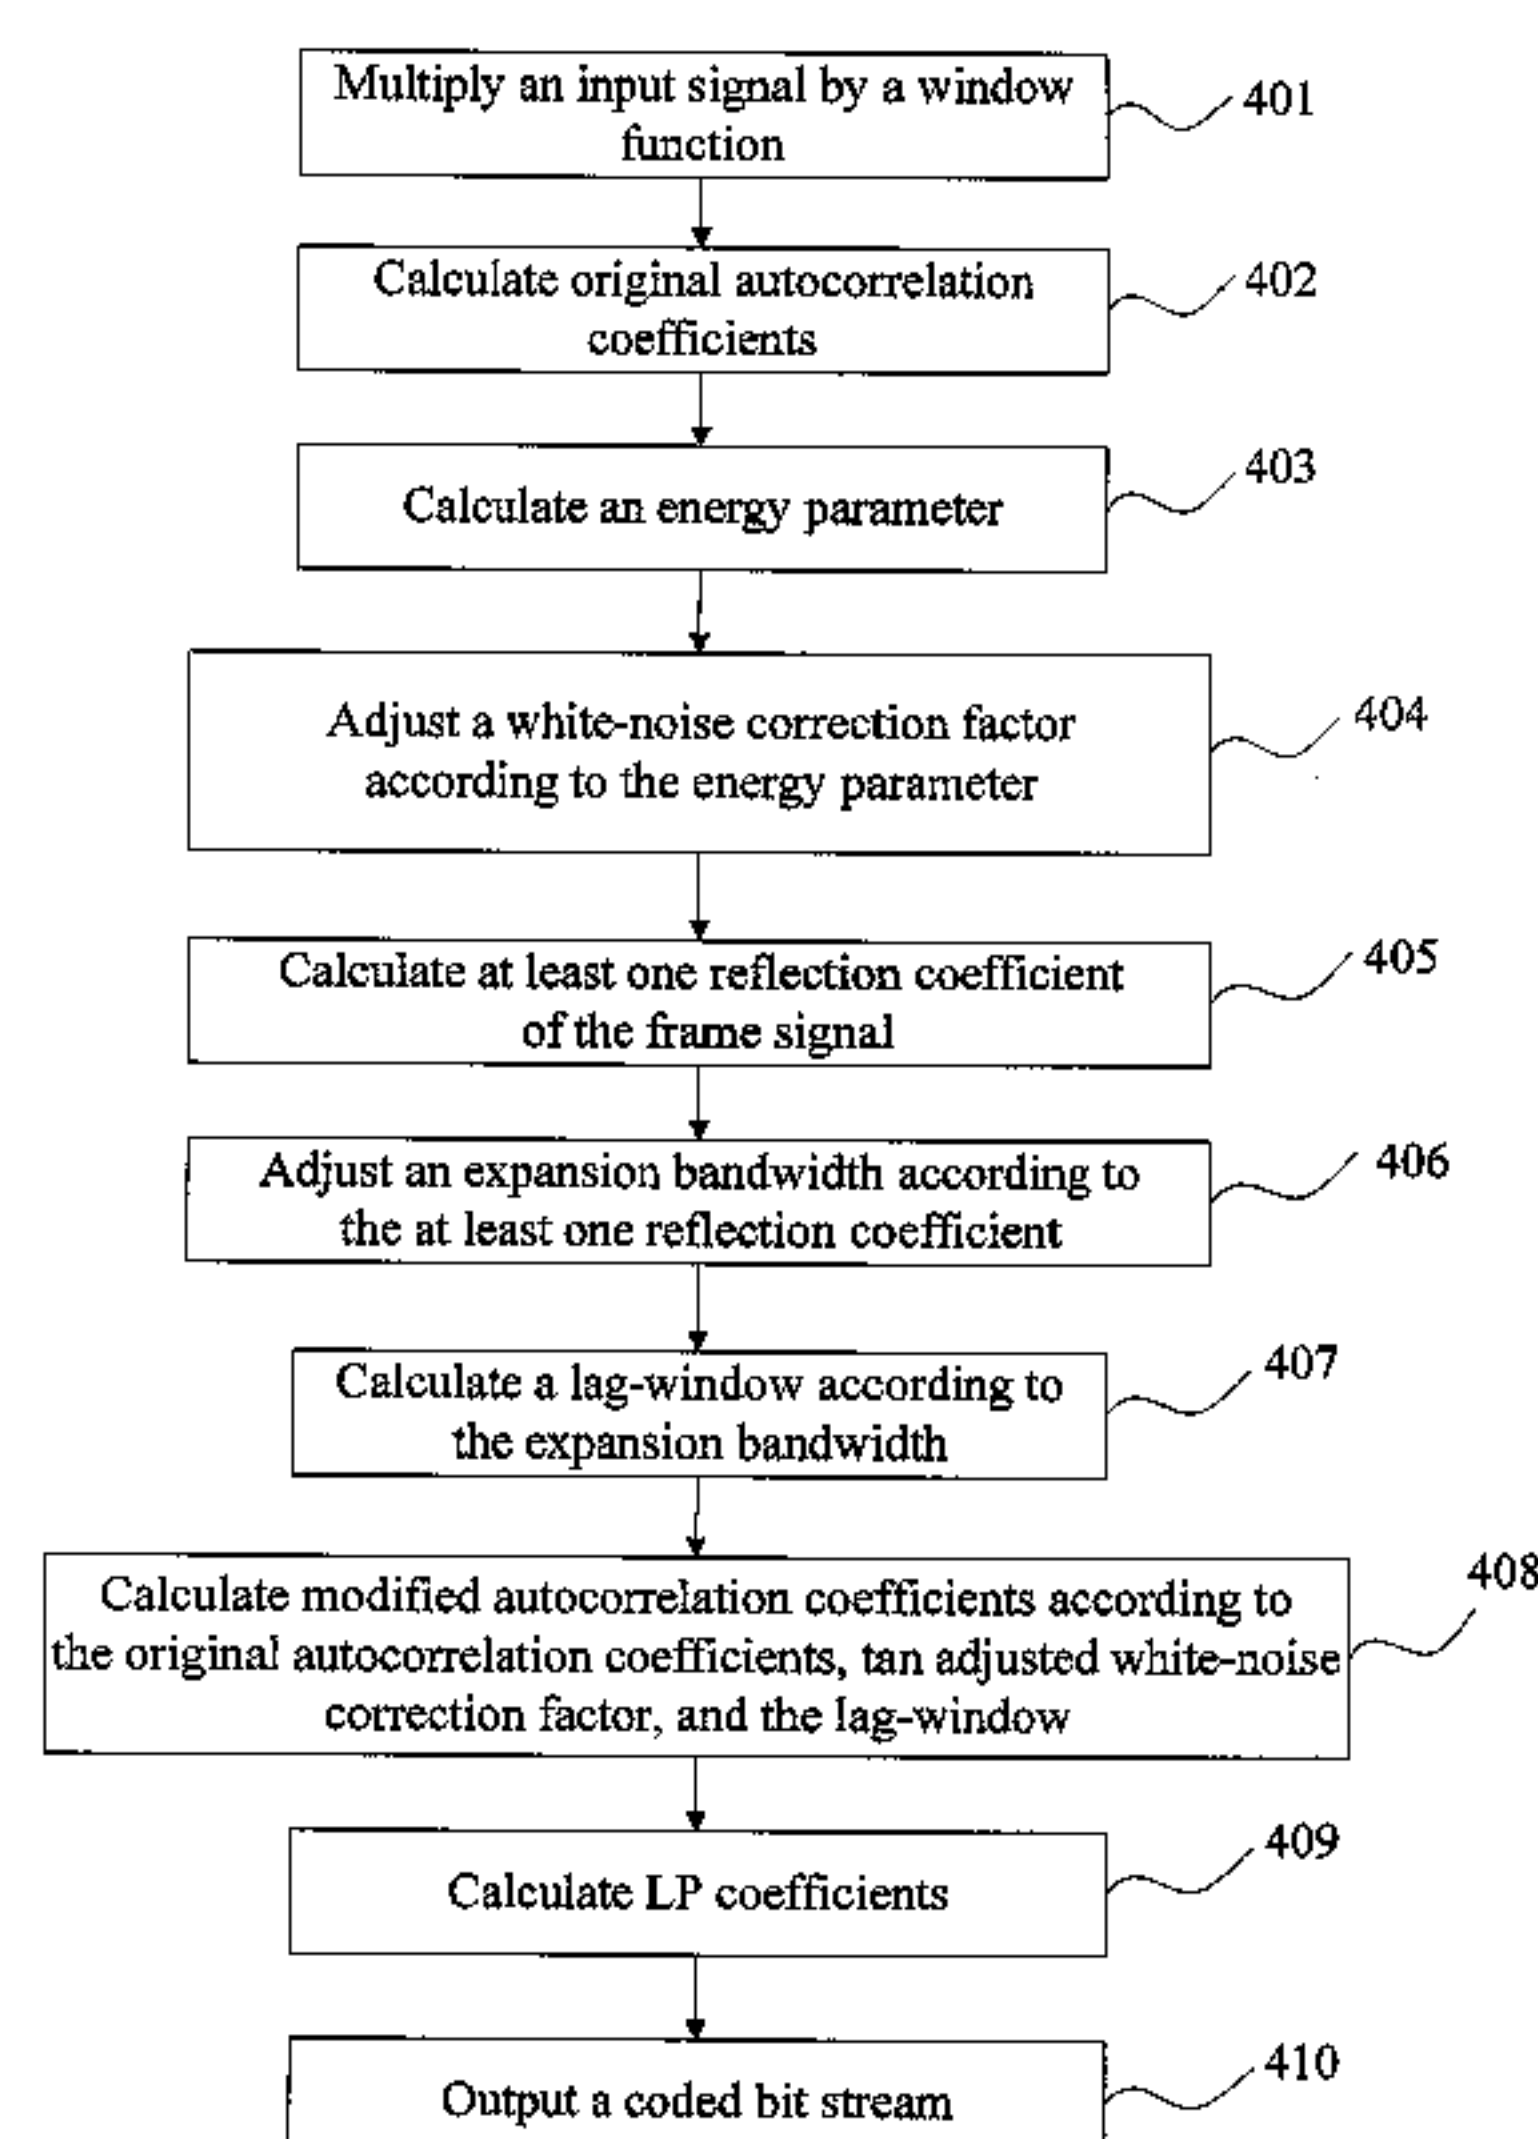 Multiply an input signal by a window
function
401
Calculate original autocorrelation
coefficients
402
Calculate an energy parameter
403
Adjust a white-noise correction factor
according to the energy parameter
404
Calculate at least one reflection coefficient
of the frame signal
405
Adjust an expansion bandwidth according to
the at least one reflection coefficient
406
Calculate a lag-window according to
the expansion bandwidth
407
Calculate modified autocorrelation coefficients according to
the original autocorrelation coefficients, tan adjusted white-noise
correction factor, and the lag-window
408
Calculate LP coefficients
409
Output a coded bit stream
410